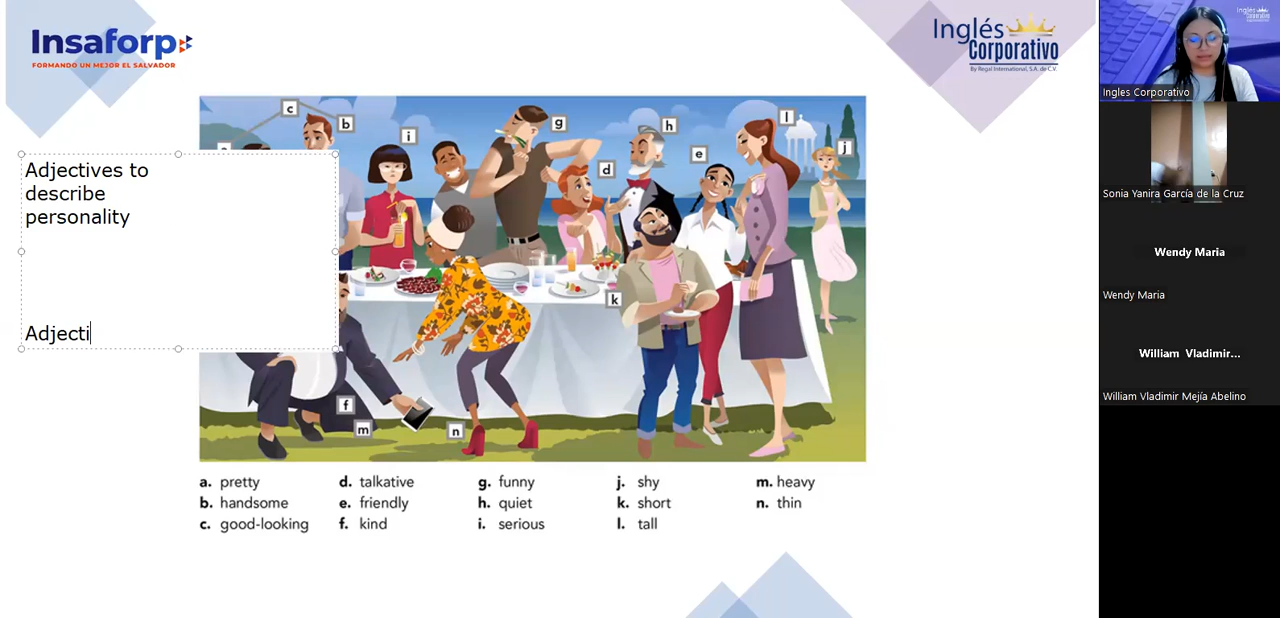 Insaforp
FORMANDO UN MEJOR EL SALVADOR
Inglés
Corporativo
By Regal International, S.A. de C.V.
c
b
i
g
h
l
d
e
j
Adjectives to
describe
personality
Adjecti
k
f
m
n
a. pretty
b. handsome
c. good-looking
d. talkative
e. friendly
f. kind
g. funny
h. quiet
i. serious
j. shy
k. short
l. tall
m. heavy
n. thin
Inglés
Corporativo
Ingles Corporativo
Sonia Yanira García de la Cruz
Wendy Maria
Wendy Maria
William Vladimir...
William Vladimir Mejía Abelino